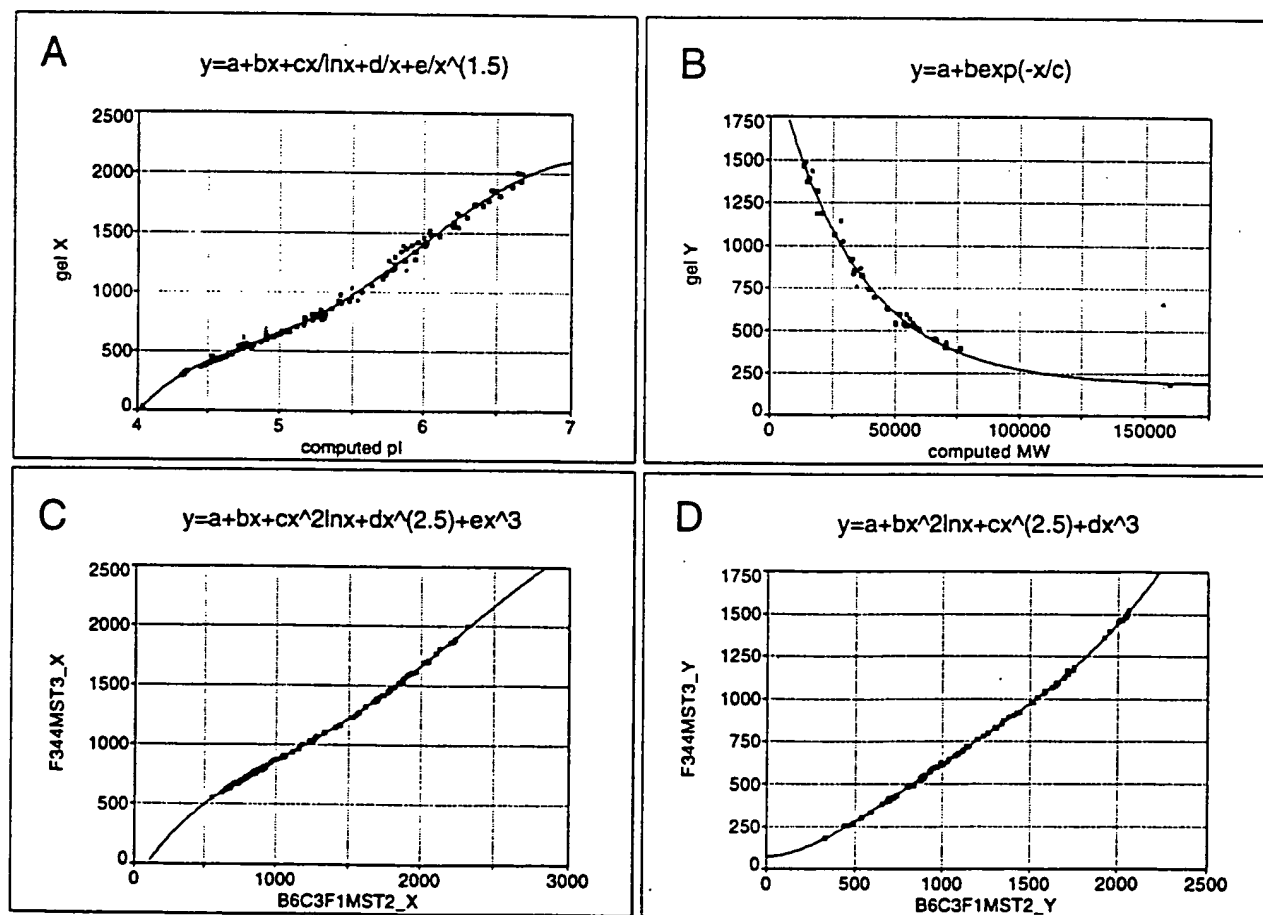 A
y=a+bx+cx/lnx+d/x+e/x^(1.5)
2500
2000
1500
1000
500
0
gel X
4
5
6
7
computed pI
B
y=a+bexp(-x/c)
1750
1500
1250
1000
750
500
250
0
gel Y
0
50000
100000
150000
computed MW
C
y=a+bx+cx^2lnx+dx^(2.5)+ex^3
2500
2000
1500
1000
500
0
F344MST3_X
0
1000
2000
3000
B6C3F1MST2_X
D
y=a+bx^2lnx+cx^(2.5)+dx^3
1750
1500
1250
1000
750
500
250
0
F344MST3_Y
0
500
1000
1500
2000
2500
B6C3F1MST2_Y